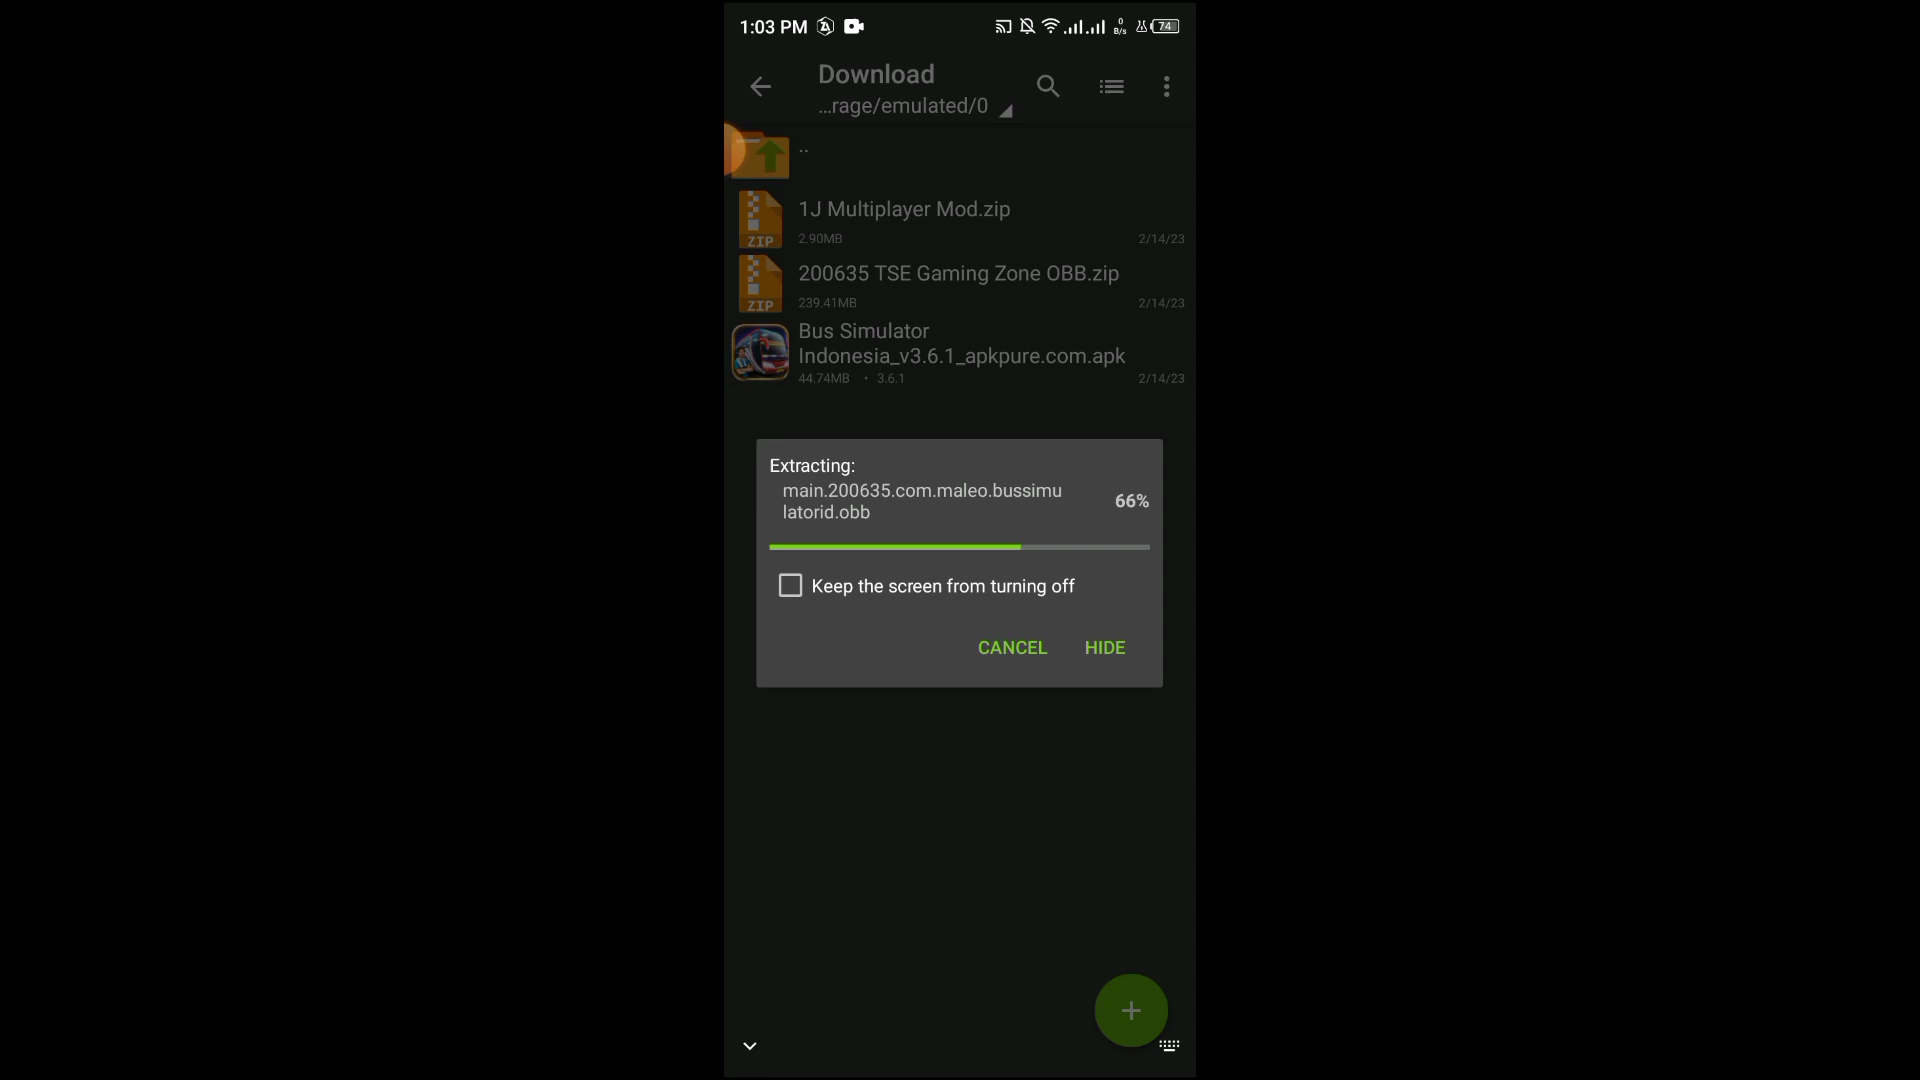 1:03 PM
0
B/s
74
Download
...rage/emulated/0
..
1J Multiplayer Mod.zip
ZIP
2.90MB
2/14/23
200635 TSE Gaming Zone OBB.zip
ZIP
239.41MB
2/14/23
Bus Simulator
Indonesia_v3.6.1_apkpure.com.apk
44.74MB • 3.6.1
2/14/23
Extracting:
main.200635.com.maleo.bussimu
latorid.obb
66%
Keep the screen from turning off
CANCEL
HIDE